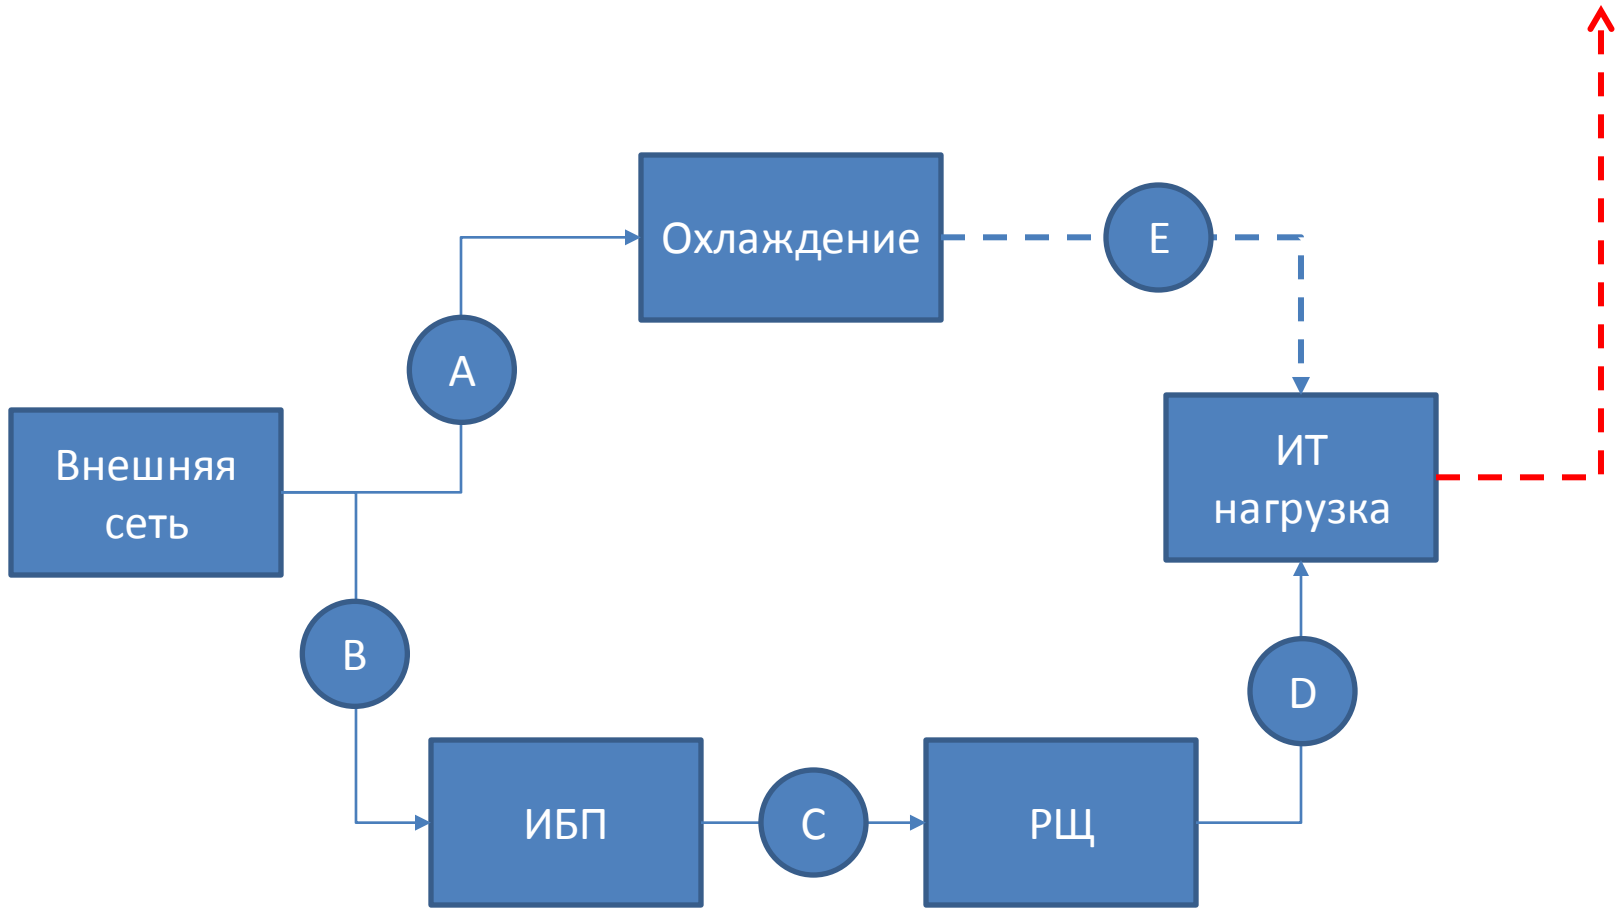 Охлаждение
E
A
Внешняя
сеть
ИТ
нагрузка
B
D
ИБП
C
РЩ